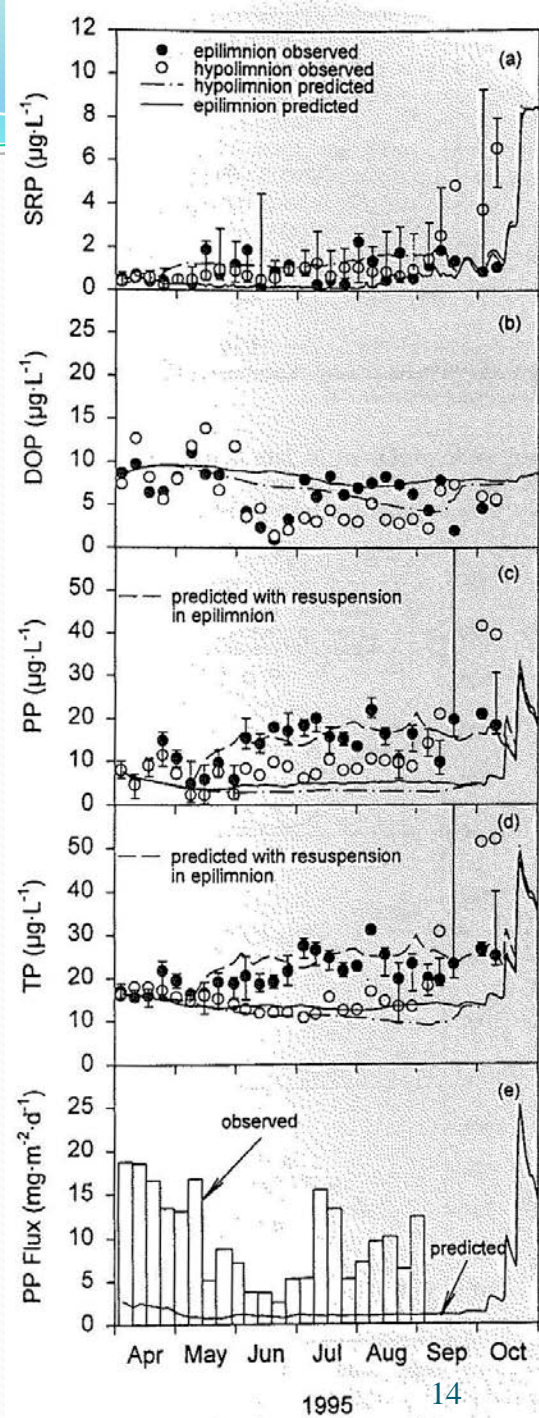 12
10
8
6
4
2
0
SRP (µg·L⁻¹)
(a)
epilimnion observed
hypolimnion observed
hypolimnion predicted
epilimnion predicted
25
20
15
10
5
0
DOP (µg·L⁻¹)
(b)
50
40
30
20
10
0
PP (µg·L⁻¹)
(c)
predicted with resuspension
in epilimnion
50
40
30
20
10
0
TP (µg·L⁻¹)
(d)
predicted with resuspension
in epilimnion
25
20
15
10
5
0
PP Flux (mg·m⁻²·d⁻¹)
(e)
observed
predicted
Apr May Jun Jul Aug Sep Oct
1995
14